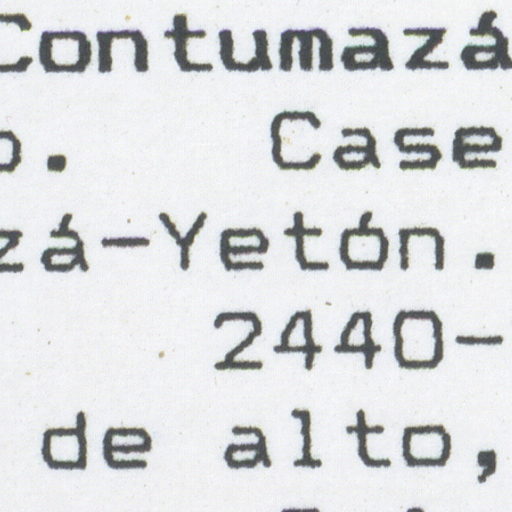 Contumazá
o. Case
zá-Yetón.
2440-
de alto,